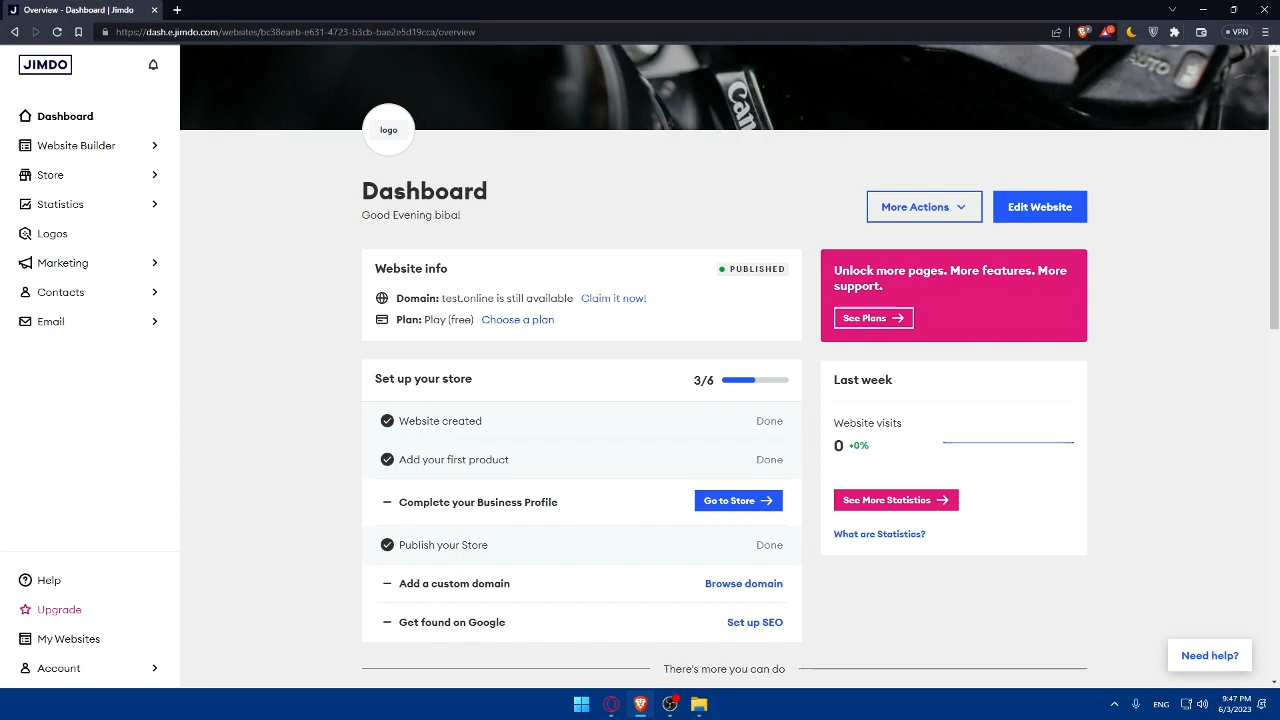 Overview - Dashboard | Jimdo
https://dash.e.jimdo.com/websites/bc38eaeb-e631-4723-b3cb-bae2e5d19cca/overview
VPN
JIMDO
Dashboard
Website Builder
Store
Statistics
Logos
Marketing
Contacts
Email
Help
Upgrade
My Websites
Account
Can
AUTO
logo
Dashboard
Good Evening biba!
More Actions
Edit Website
Website info
PUBLISHED
Domain: test.online is still available Claim it now!
Plan: Play (free) Choose a plan
Set up your store
3/6
Website created Done
Add your first product Done
Complete your Business Profile Go to Store
Publish your Store Done
Add a custom domain Browse domain
Get found on Google Set up SEO
Unlock more pages. More features. More
support.
See Plans
Last week
Website visits
0 +0%
See More Statistics
What are Statistics?
There's more you can do
Need help?
ENG
9:47 PM
6/3/2023